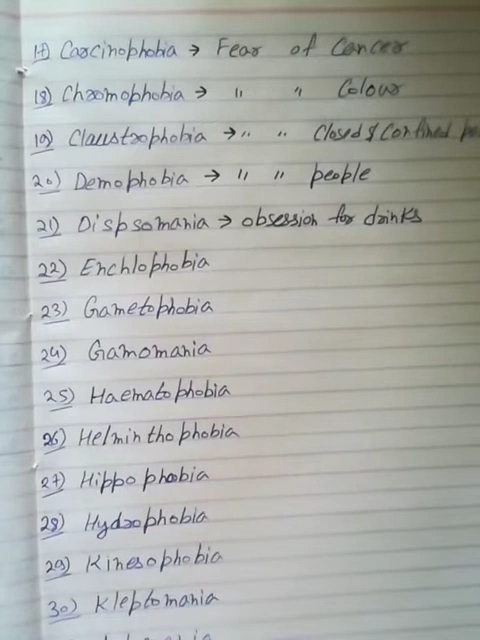 17) Carcinophobia → Fear of Cancer
18) Chromophobia → " " Colour
19) Claustrophobia → " " Closed & Confined
20) Demophobia → " " people
21) Dispsomania → obsession for drinks
22) Enchlophobia
23) Gametophobia
24) Gamomania
25) Haematophobia
26) Helminthophobia
27) Hippophobia
28) Hydrophobia
29) Kinesophobia
30) Kleptomania